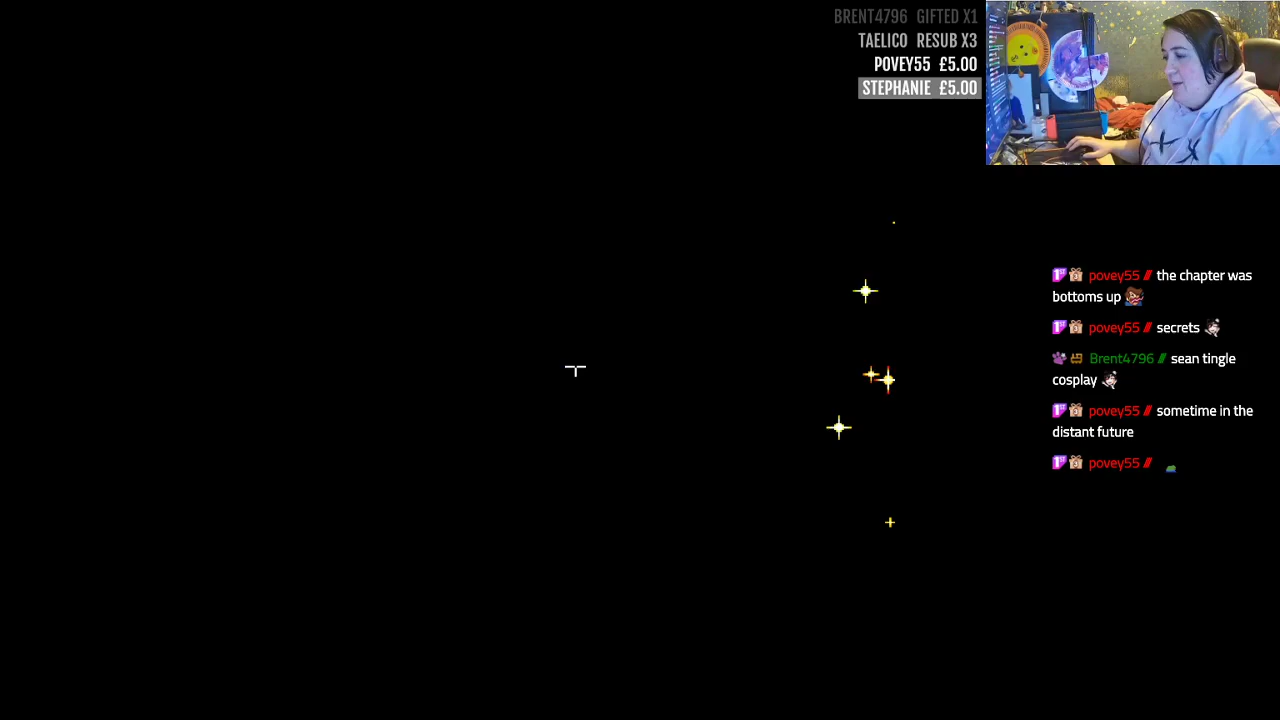 BRENT4796 GIFTED X1
TAELICO RESUB X3
POVEY55 £5.00
STEPHANIE £5.00
povey55 // the chapter was
bottoms up
povey55 // secrets
Brent4796 // sean tingle
cosplay
povey55 // sometime in the
distant future
povey55 //